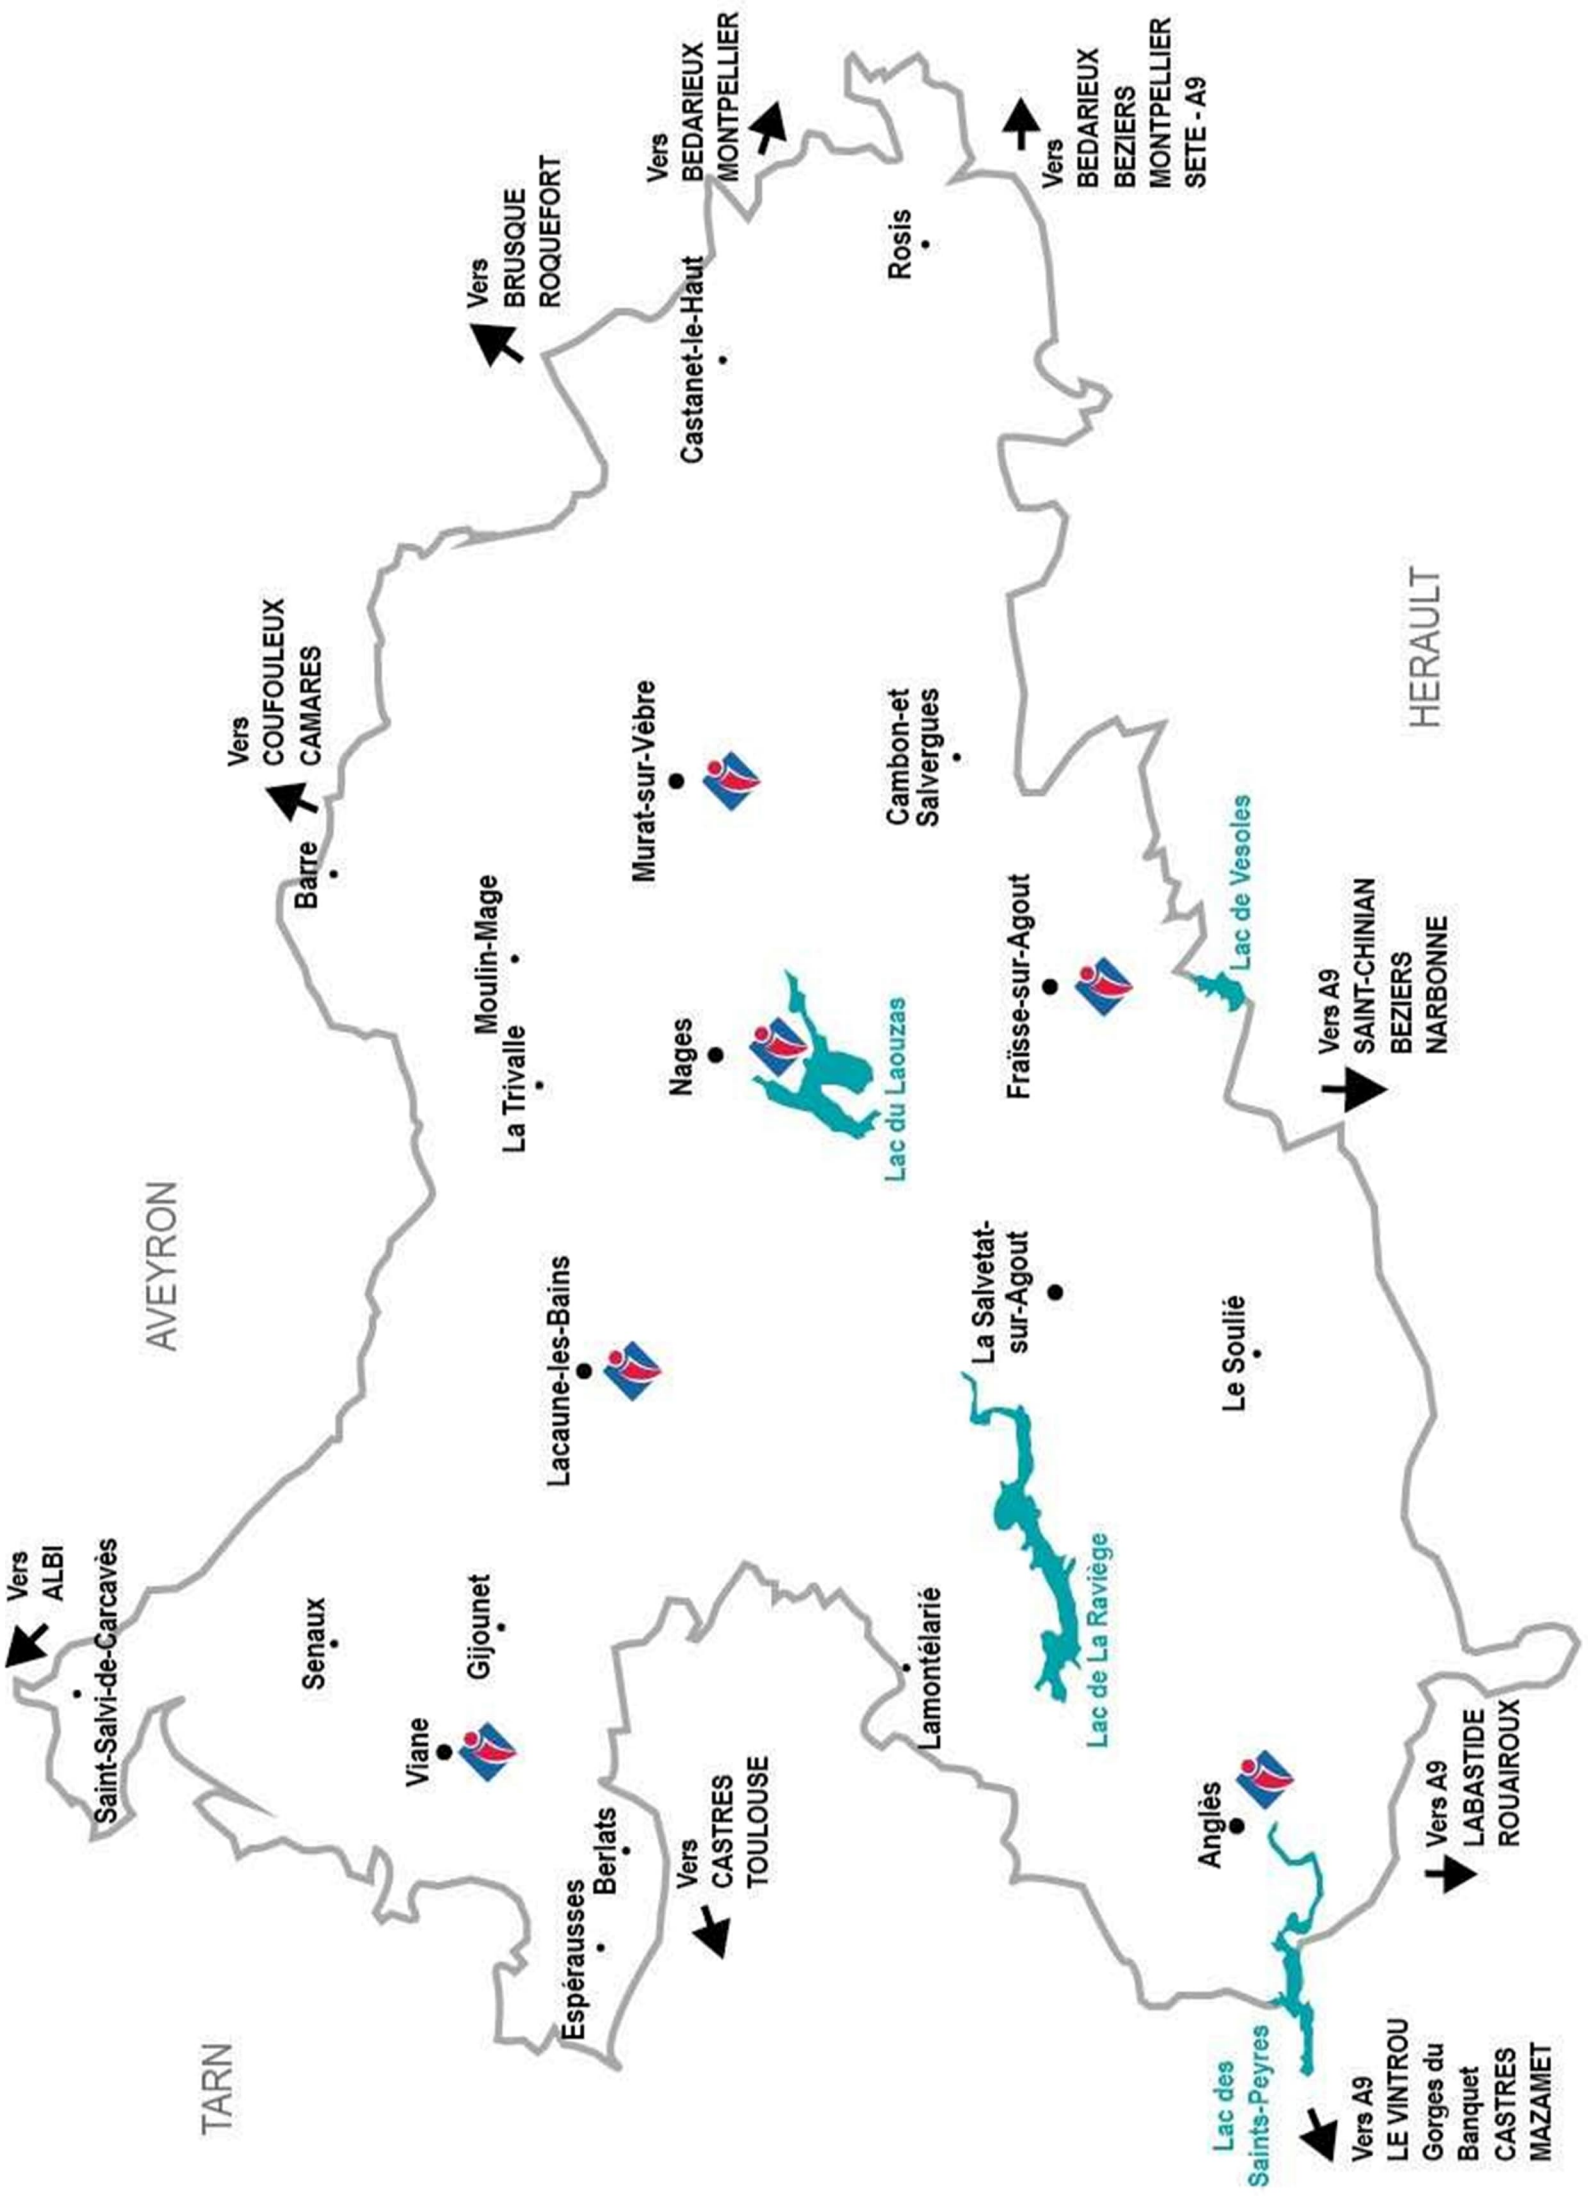 Vers
ALBI
Saint-Salvi-de-Carcavès
AVEYRON
TARN
Vers
COUFOULEUX
CAMARES
Barre
Senaux
Viane
Gijounet
Moulin-Mage
La Trivalle
Vers
BRUSQUE
ROQUEFORT
Espérausses
Berlats
Lacaune-les-Bains
Murat-sur-Vèbre
Nages
Castanet-le-Haut
Vers
BEDARIEUX
MONTPELLIER
Vers
CASTRES
TOULOUSE
Lac du Laouzas
Rosis
Cambon-et
Salvergues
Lamontélarié
La Salvetat-
sur-Agout
Fraïsse-sur-Agout
Lac de La Raviège
Vers
BEDARIEUX
BEZIERS
MONTPELLIER
SETE - A9
Anglès
Le Soulié
Lac de Vesoles
Lac des
Saints-Peyres
HERAULT
Vers A9
SAINT-CHINIAN
BEZIERS
NARBONNE
Vers A9
LABASTIDE
ROUAIROUX
Vers A9
LE VINTROU
Gorges du
Banquet
CASTRES
MAZAMET